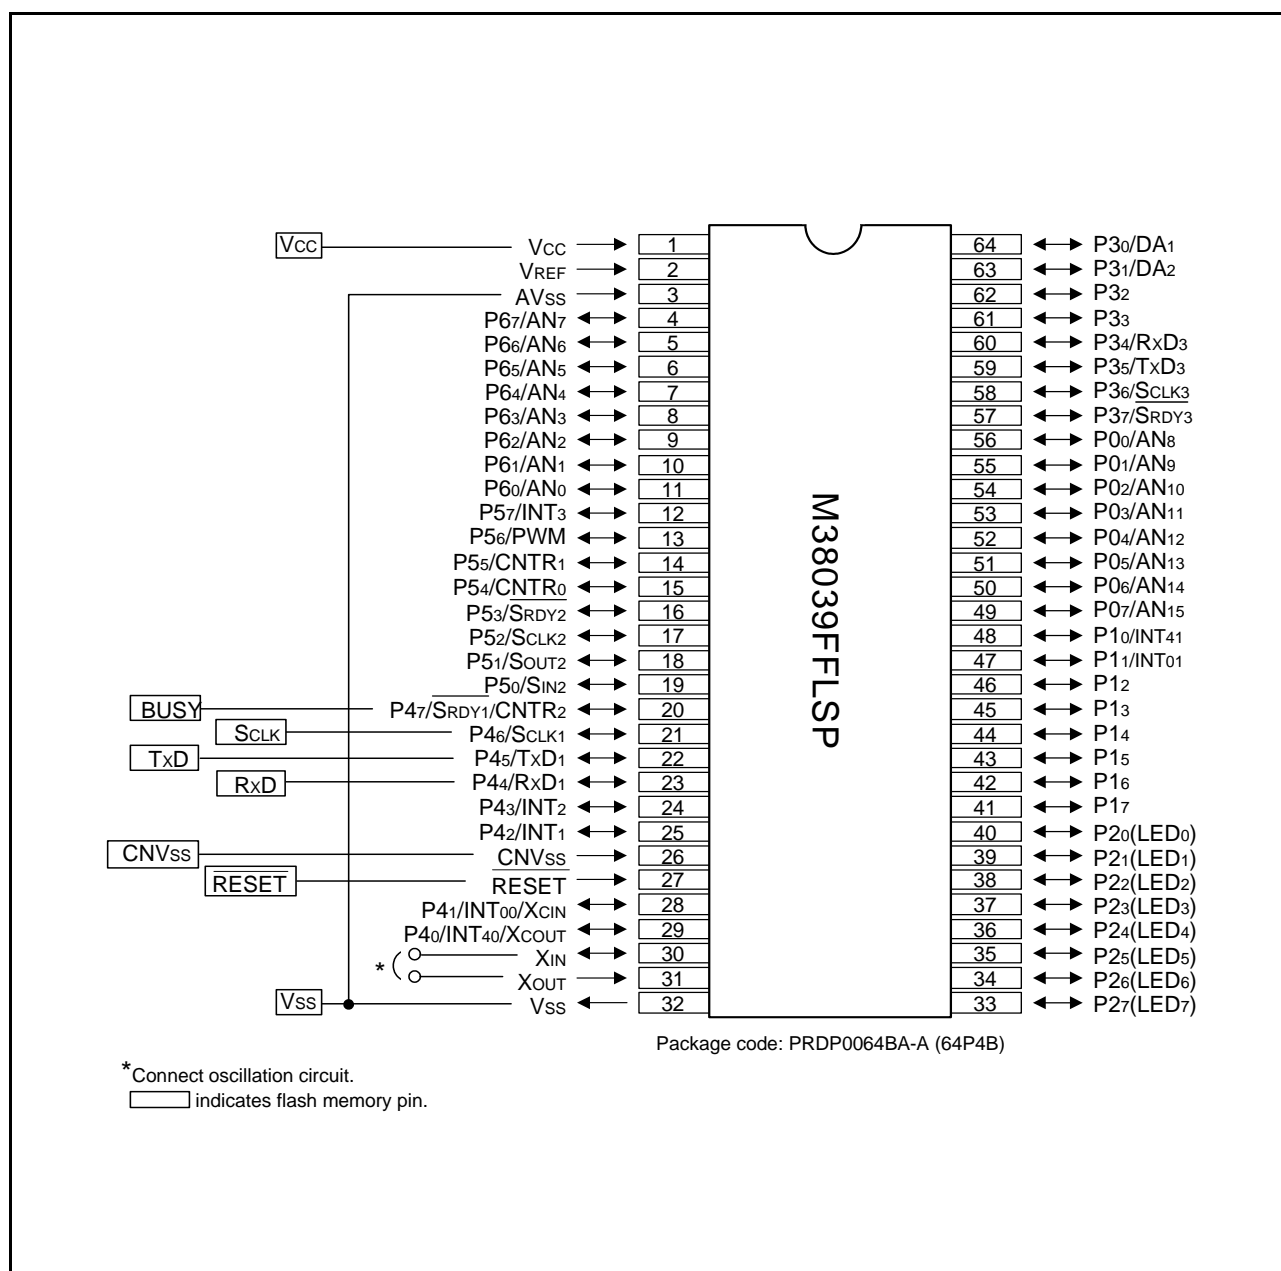 VCC VCC 1 64 P30/DA1
VREF 2 63 P31/DA2
AVSS 3 62 P32
P67/AN7 4 61 P33
P66/AN6 5 60 P34/RXD3
P65/AN5 6 59 P35/TXD3
P64/AN4 7 58 P36/SCLK3
P63/AN3 8 57 P37/S̅R̅D̅Y̅3̅
P62/AN2 9 56 P00/AN8
P61/AN1 10 55 P01/AN9
P60/AN0 11 54 P02/AN10
P57/INT3 12 53 P03/AN11
P56/PWM 13 52 P04/AN12
P55/CNTR1 14 51 P05/AN13
P54/CNTR0 15 50 P06/AN14
P53/S̅R̅D̅Y̅2̅ 16 49 P07/AN15
P52/SCLK2 17 48 P10/INT41
P51/SOUT2 18 47 P11/INT01
P50/SIN2 19 46 P12
BUSY P47/S̅R̅D̅Y̅1̅/CNTR2 20 45 P13
SCLK P46/SCLK1 21 44 P14
TXD P45/TXD1 22 43 P15
RXD P44/RXD1 23 42 P16
P43/INT2 24 41 P17
P42/INT1 25 40 P20(LED0)
CNVSS CNVSS 26 39 P21(LED1)
R̅E̅S̅E̅T̅ R̅E̅S̅E̅T̅ 27 38 P22(LED2)
P41/INT00/XCIN 28 37 P23(LED3)
P40/INT40/XCOUT 29 36 P24(LED4)
* XIN 30 35 P25(LED5)
XOUT 31 34 P26(LED6)
VSS VSS 32 33 P27(LED7)
M38039FFLSP
Package code: PRDP0064BA-A (64P4B)
*Connect oscillation circuit.
indicates flash memory pin.